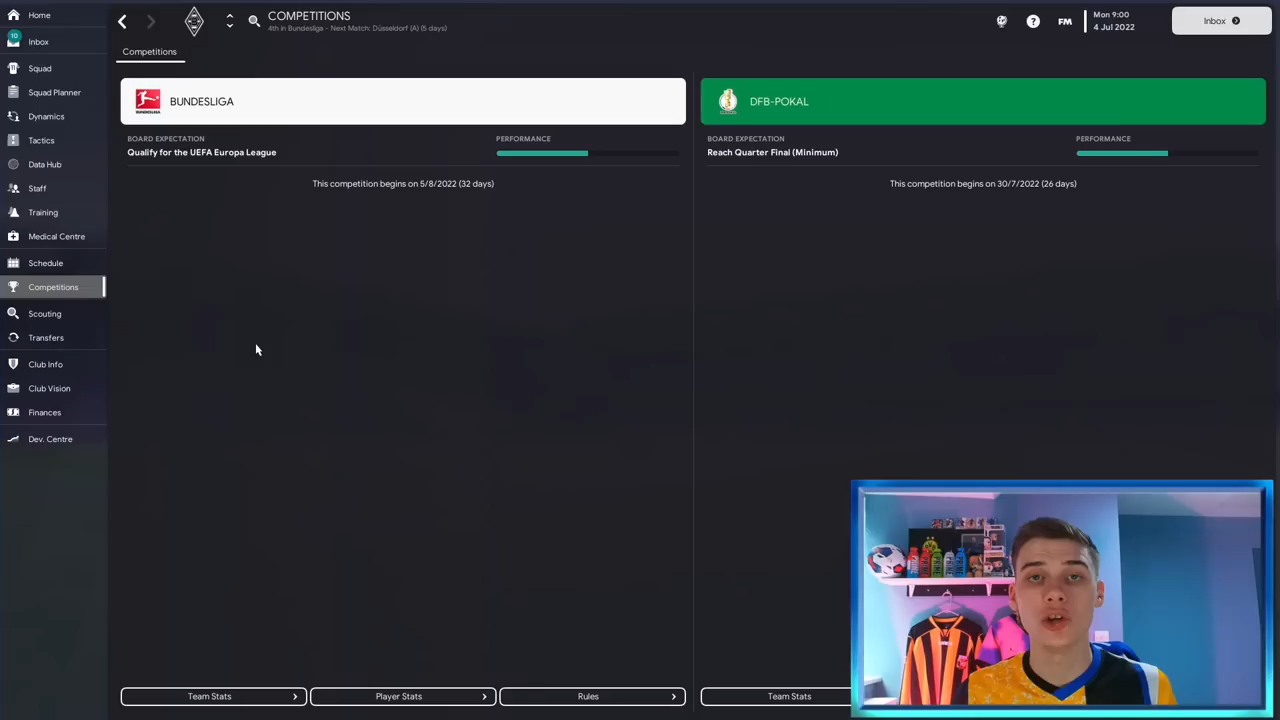 Home
10
Inbox
Squad
Squad Planner
Dynamics
Tactics
Data Hub
Staff
Training
Medical Centre
Schedule
Competitions
Scouting
Transfers
Club Info
Club Vision
Finances
Dev. Centre
COMPETITIONS
4th in Bundesliga - Next Match: Düsseldorf (A) (5 days)
?
FM
Mon 9:00
4 Jul 2022
Inbox
Competitions
BUNDESLIGA
BUNDESLIGA
BOARD EXPECTATION
PERFORMANCE
Qualify for the UEFA Europa League
This competition begins on 5/8/2022 (32 days)
Team Stats
Player Stats
Rules
DFB-POKAL
BOARD EXPECTATION
PERFORMANCE
Reach Quarter Final (Minimum)
This competition begins on 30/7/2022 (26 days)
Team Stats